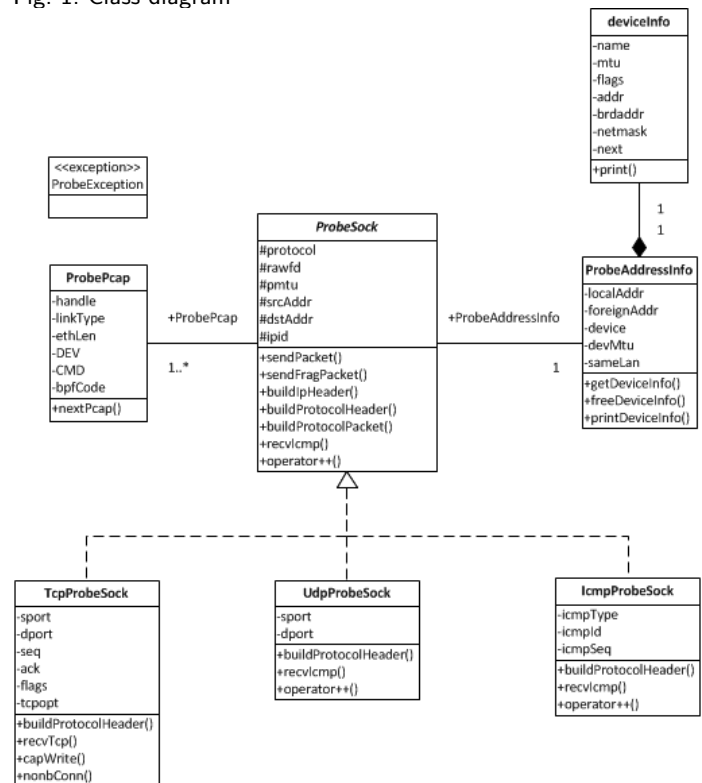 Fig. 1: Class diagram
deviceInfo
-name
-mtu
-flags
-addr
-brdaddr
-netmask
-next
+print()
<<exception>>
ProbeException
1
1
ProbeSock
#protocol
#rawfd
#pmtu
#srcAddr
#dstAddr
#ipid
+sendPacket()
+sendFragPacket()
+buildIpHeader()
+buildProtocolHeader()
+buildProtocolPacket()
+recvIcmp()
+operator++()
ProbePcap
-handle
-linkType
-ethLen
-DEV
-CMD
-bpfCode
+nextPcap()
+ProbePcap
1..*
+ProbeAddressInfo
1
ProbeAddressInfo
-localAddr
-foreignAddr
-device
-devMtu
-sameLan
+getDeviceInfo()
+freeDeviceInfo()
+printDeviceInfo()
TcpProbeSock
-sport
-dport
-seq
-ack
-flags
-tcpopt
+buildProtocolHeader()
+recvTcp()
+capWrite()
+nonbConn()
UdpProbeSock
-sport
-dport
+buildProtocolHeader()
+recvIcmp()
+operator++()
IcmpProbeSock
-icmpType
-icmpId
-icmpSeq
+buildProtocolHeader()
+recvIcmp()
+operator++()